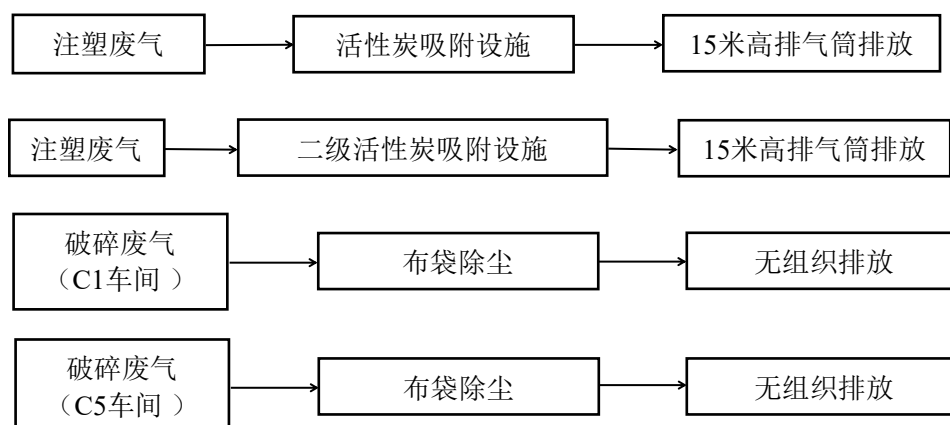 注塑废气
活性炭吸附设施
15米高排气筒排放
注塑废气
二级活性炭吸附设施
15米高排气筒排放
破碎废气
（C1车间 ）
布袋除尘
无组织排放
破碎废气
（C5车间 ）
布袋除尘
无组织排放